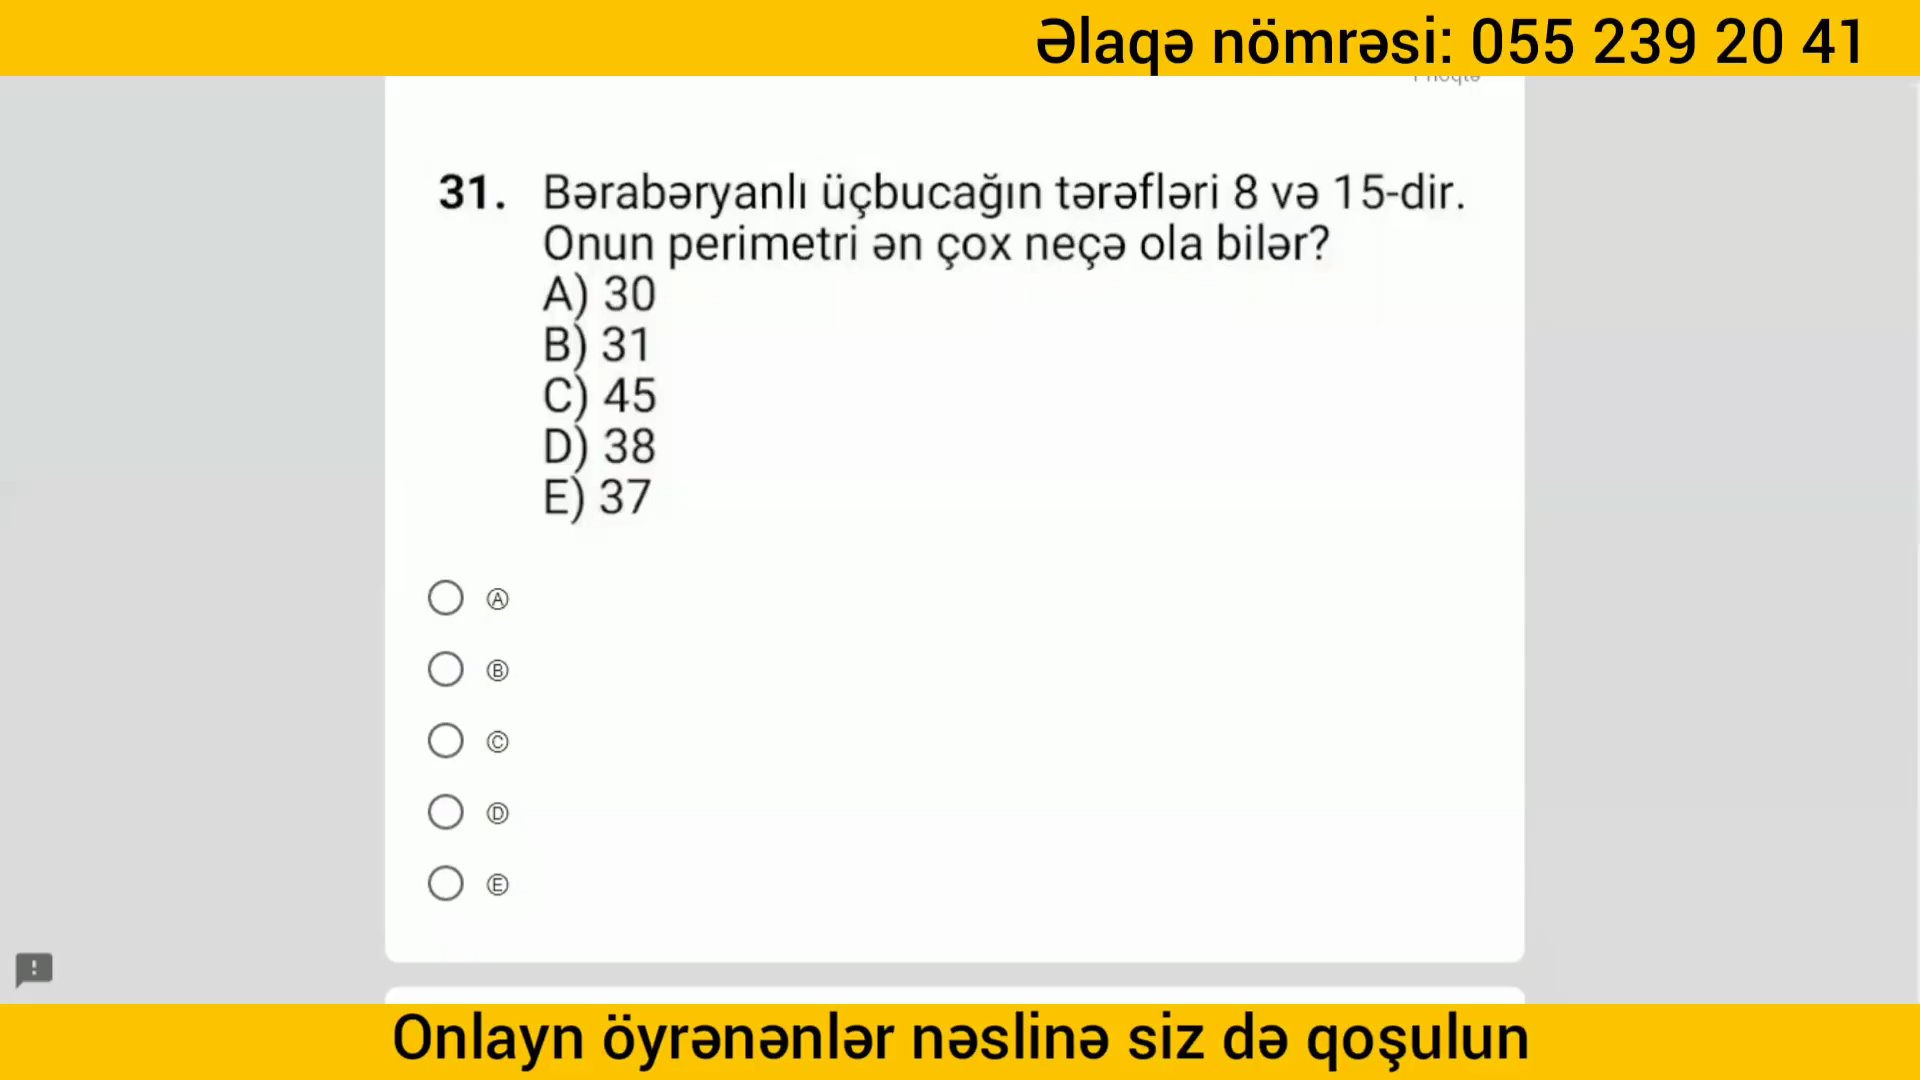 Əlaqə nömrəsi: 055 239 20 41
31. Bərabəryanlı üçbucağın tərəfləri 8 və 15-dir.
Onun perimetri ən çox neçə ola bilər?
A) 30
B) 31
C) 45
D) 38
E) 37
Ⓐ
Ⓑ
Ⓒ
Ⓓ
Ⓔ
Onlayn öyrənənlər nəslinə siz də qoşulun